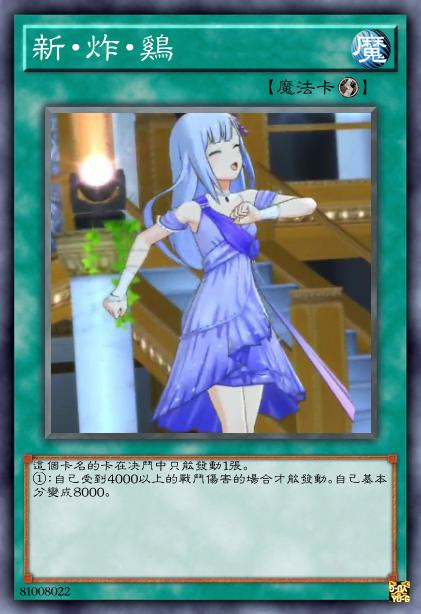 新・炸・鷄
魔
【魔法卡】
這個卡名的卡在決鬥中只能發動1張。
①：自己受到4000以上的戰鬥傷害的場合才能發動。自己基本
分變成8000。
81008022